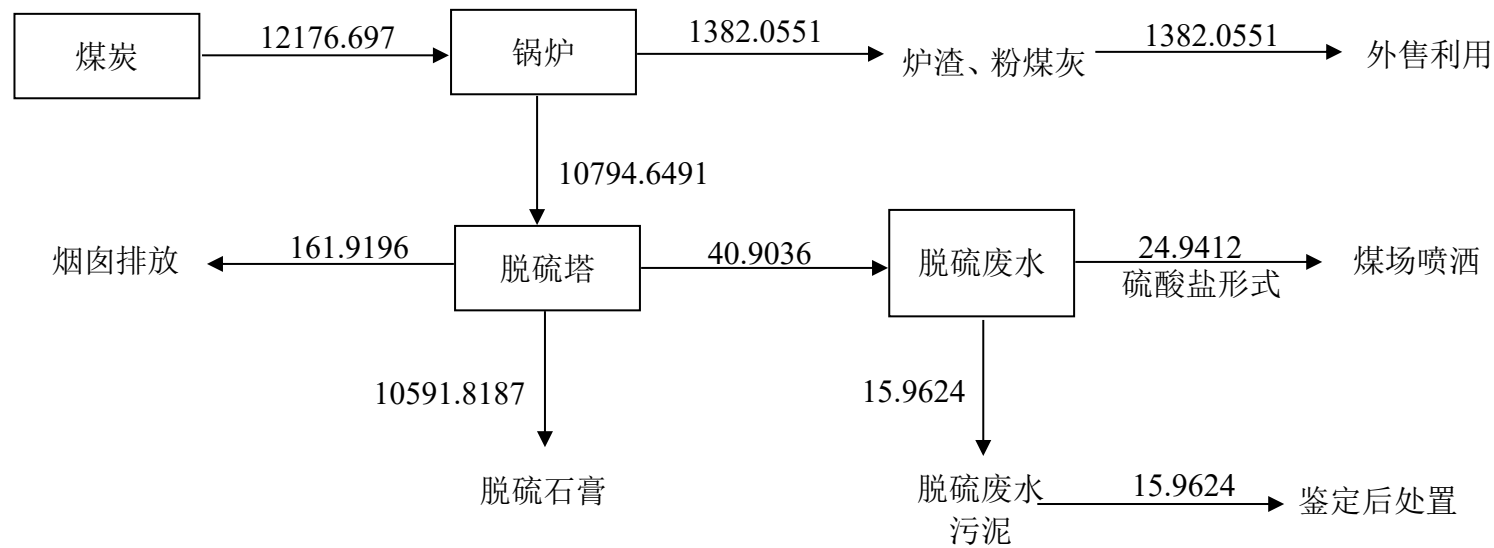 煤炭
12176.697
锅炉
1382.0551
炉渣、粉煤灰
1382.0551
外售利用
10794.6491
烟囱排放
161.9196
脱硫塔
40.9036
脱硫废水
24.9412
硫酸盐形式
煤场喷洒
10591.8187
15.9624
脱硫石膏
脱硫废水
污泥
15.9624
鉴定后处置